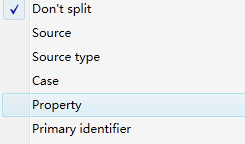 Don't split
Source
Source type
Case
Property
Primary identifier